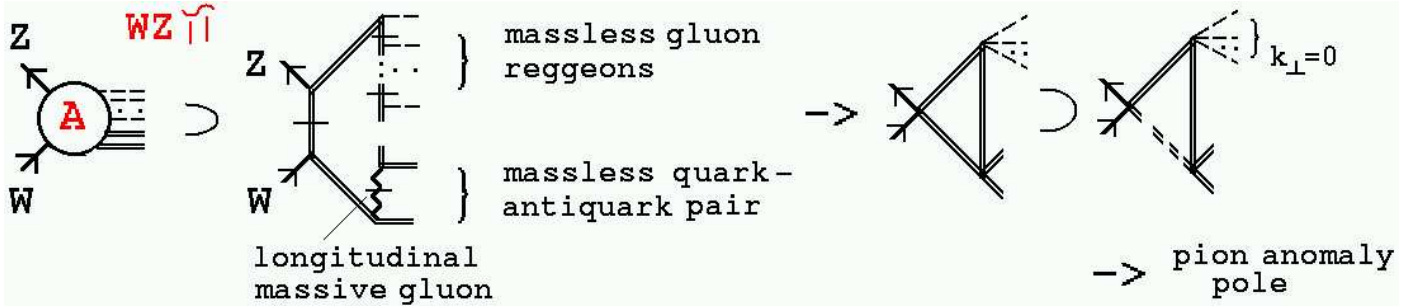 WZ π
Z
A
W
Z
W
massless gluon
reggeons
massless quark–
antiquark pair
longitudinal
massive gluon
–>
k⊥=0
–> pion anomaly
pole